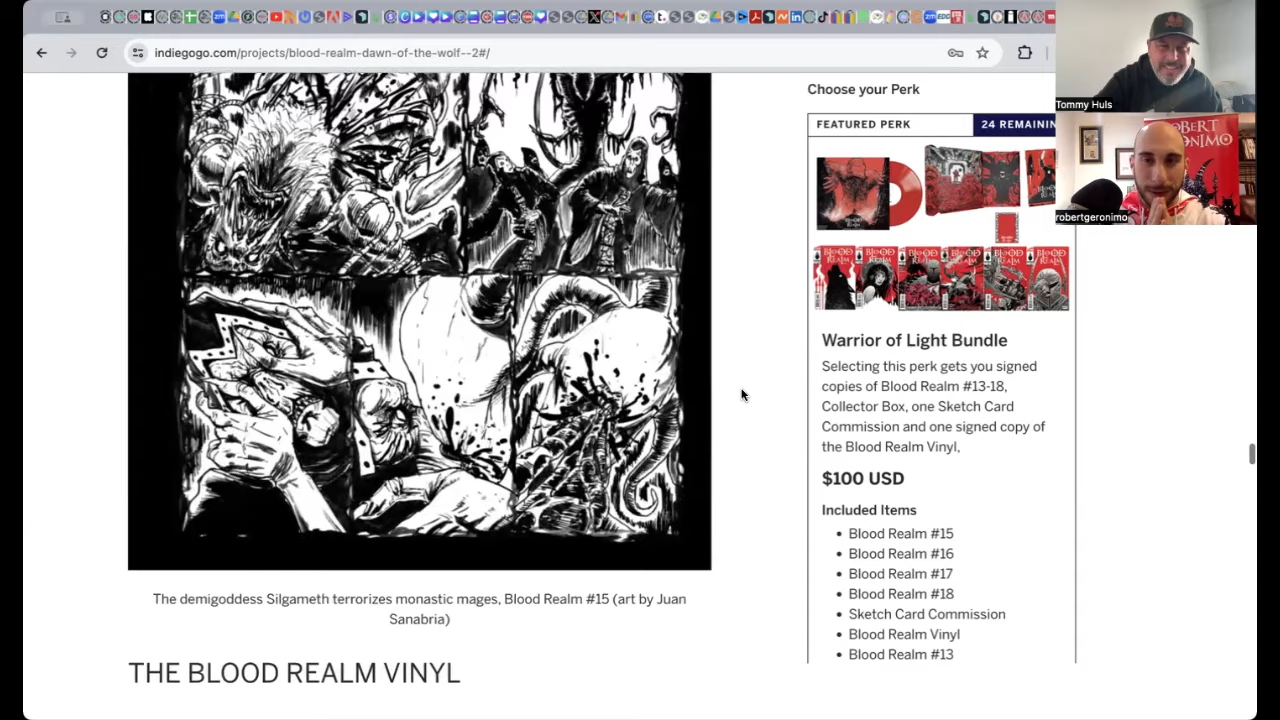 indiegogo.com/projects/blood-realm-dawn-of-the-wolf--2#/
Choose your Perk
FEATURED PERK
24 REMAININ
Warrior of Light Bundle
Selecting this perk gets you signed
copies of Blood Realm #13-18,
Collector Box, one Sketch Card
Commission and one signed copy of
the Blood Realm Vinyl,
$100 USD
Included Items
• Blood Realm #15
• Blood Realm #16
• Blood Realm #17
• Blood Realm #18
• Sketch Card Commission
• Blood Realm Vinyl
• Blood Realm #13
The demigoddess Silgameth terrorizes monastic mages, Blood Realm #15 (art by Juan
Sanabria)
THE BLOOD REALM VINYL
Tommy Huls
ROBERT
robertgeronimo